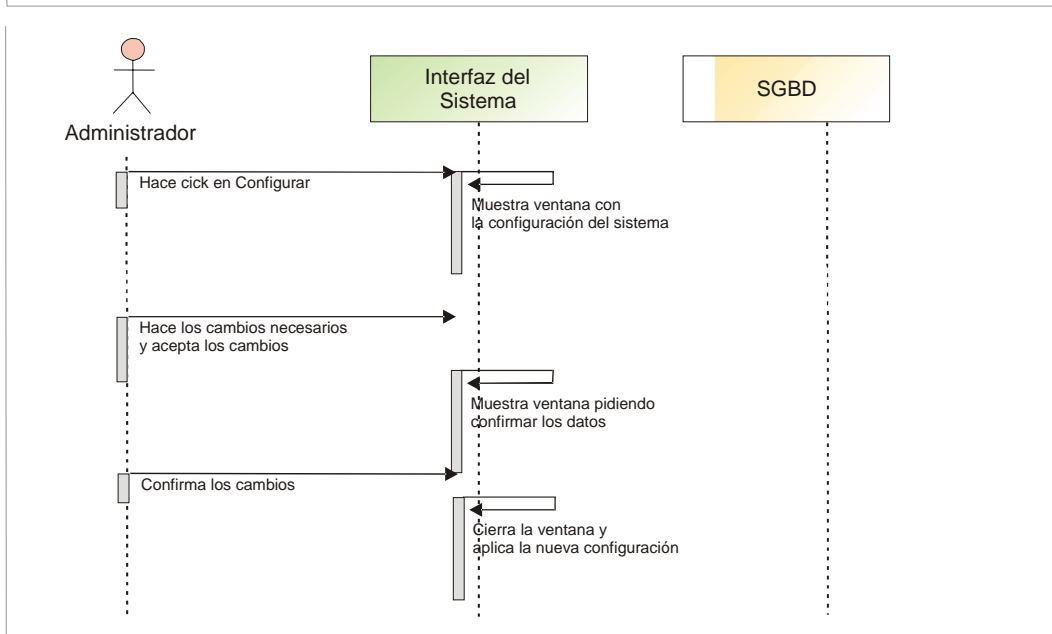 Interfaz del
Sistema
SGBD
Administrador
Hace cick en Configurar
Muestra ventana con
la configuración del sistema
Hace los cambios necesarios
y acepta los cambios
Muestra ventana pidiendo
confirmar los datos
Confirma los cambios
Cierra la ventana y
aplica la nueva configuración